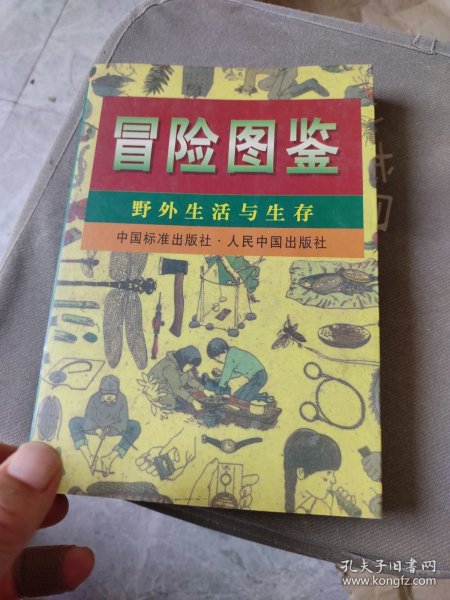 冒险图鉴
野外生活与生存
中国标准出版社·人民中国出版社
孔夫子旧书网
www.kongfz.com